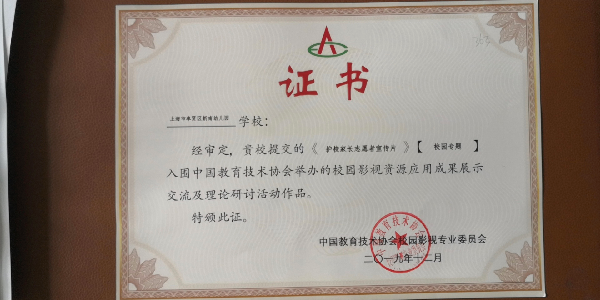 证书
上海市奉贤区新南幼儿园 学校：
经审定，贵校提交的《 护校家长志愿者宣传片 》【 校园专题 】
入围中国教育技术协会举办的校园影视资源应用成果展示
交流及理论研讨活动作品。
特颁此证。
中国教育技术协会校园影视专业委员会
二〇一九年十二月